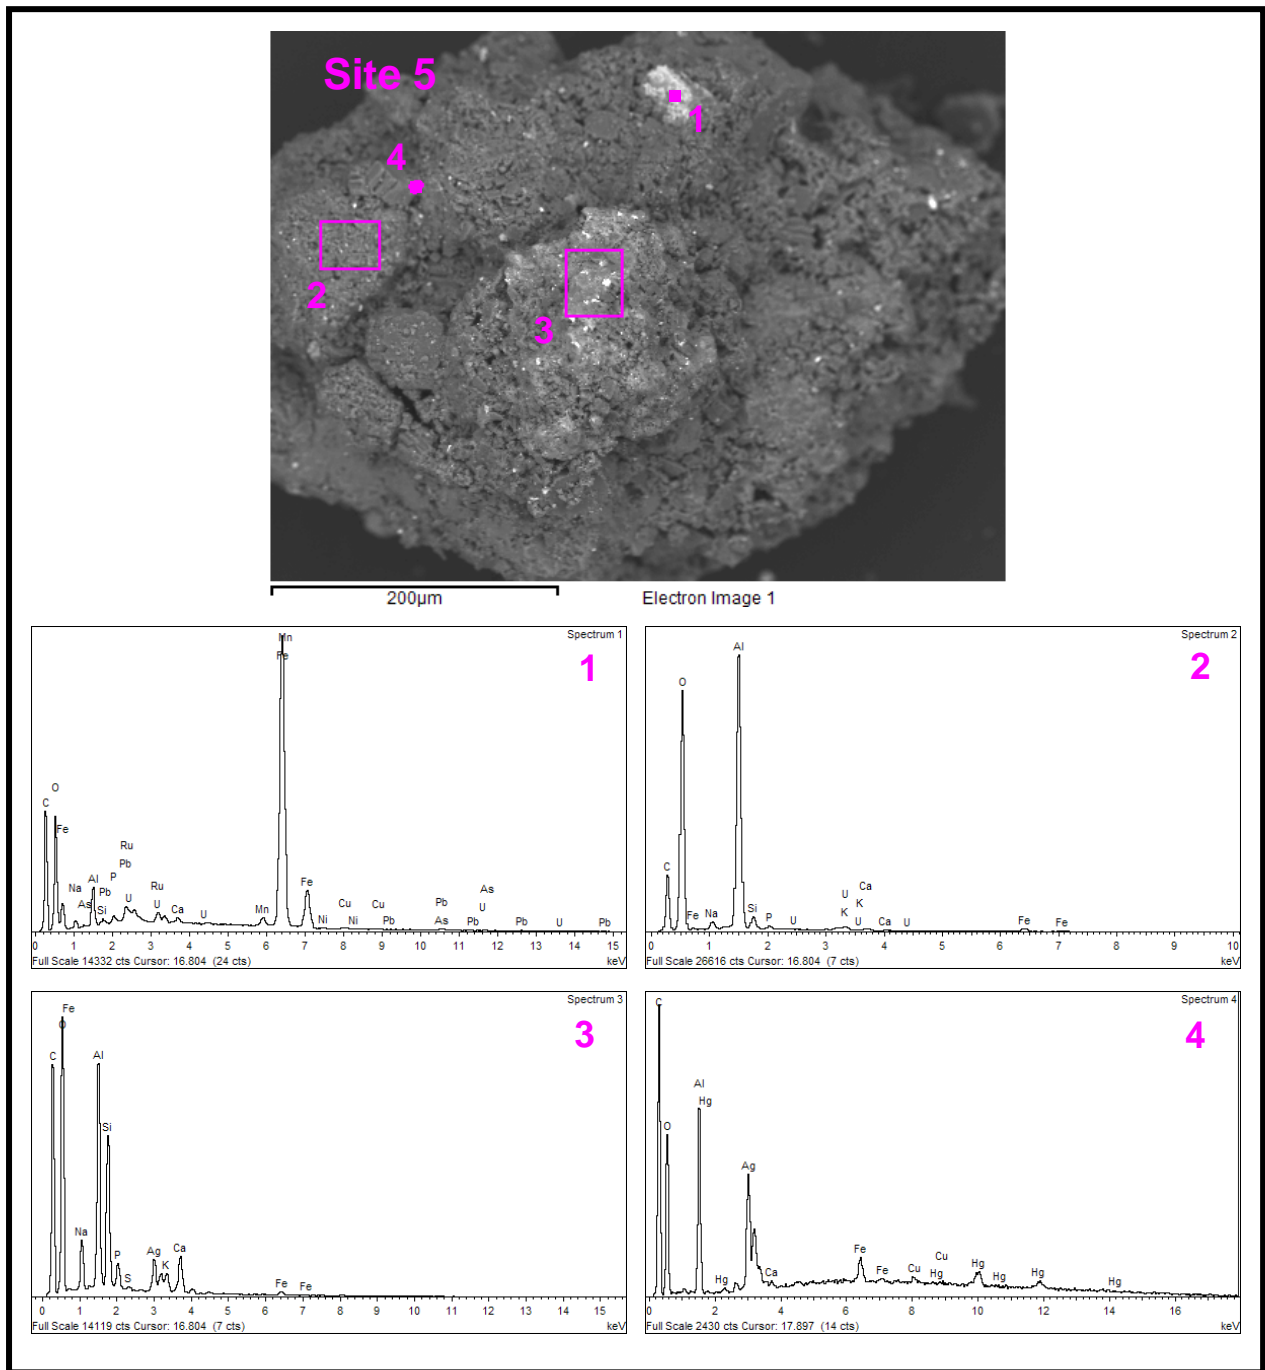 Site 5
1
4
2
3
200µm Electron Image 1
Spectrum 1
1
Mn
Fe
O
C
Fe
Ru
Pb
P
Na Al Pb
As Si U
Ru
U Ca U
Mn
Fe
Ni Cu Ni Cu Pb
Pb
As Pb
As
U
Pb U Pb
0 1 2 3 4 5 6 7 8 9 10 11 12 13 14 15
Full Scale 14332 cts Cursor: 16.804 (24 cts) keV
Spectrum 2
2
Al
O
C
Fe Na Si P U
U Ca
K K
U Ca U
Fe Fe
0 1 2 3 4 5 6 7 8 9 10
Full Scale 26616 cts Cursor: 16.804 (7 cts) keV
Spectrum 3
3
Fe
O
C Al
Si
Na P S Ag K Ca
Fe Fe
0 1 2 3 4 5 6 7 8 9 10 11 12 13 14 15
Full Scale 14119 cts Cursor: 16.804 (7 cts) keV
Spectrum 4
4
C
Al
Hg
O
Ag
Hg Ca
Fe Cu Cu
Hg Hg Hg Hg Hg
0 2 4 6 8 10 12 14 16
Full Scale 2430 cts Cursor: 17.897 (14 cts) keV